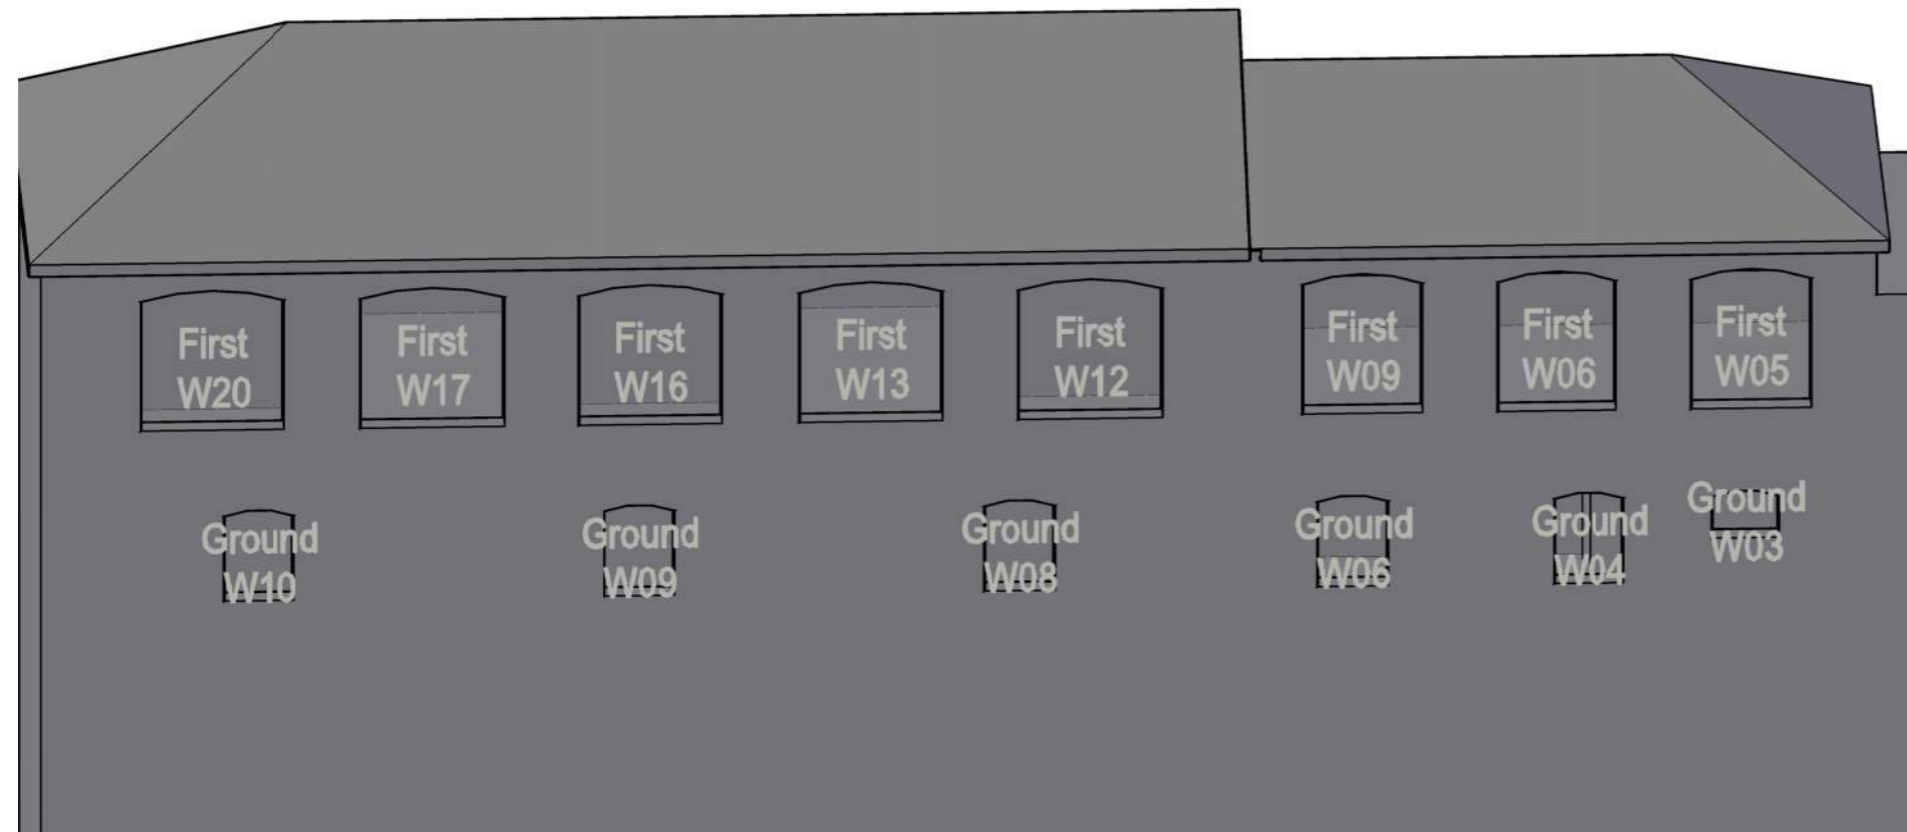 First
W20
First
W17
First
W16
First
W13
First
W12
First
W09
First
W06
First
W05
Ground
W10
Ground
W09
Ground
W08
Ground
W06
Ground
W04
Ground
W03